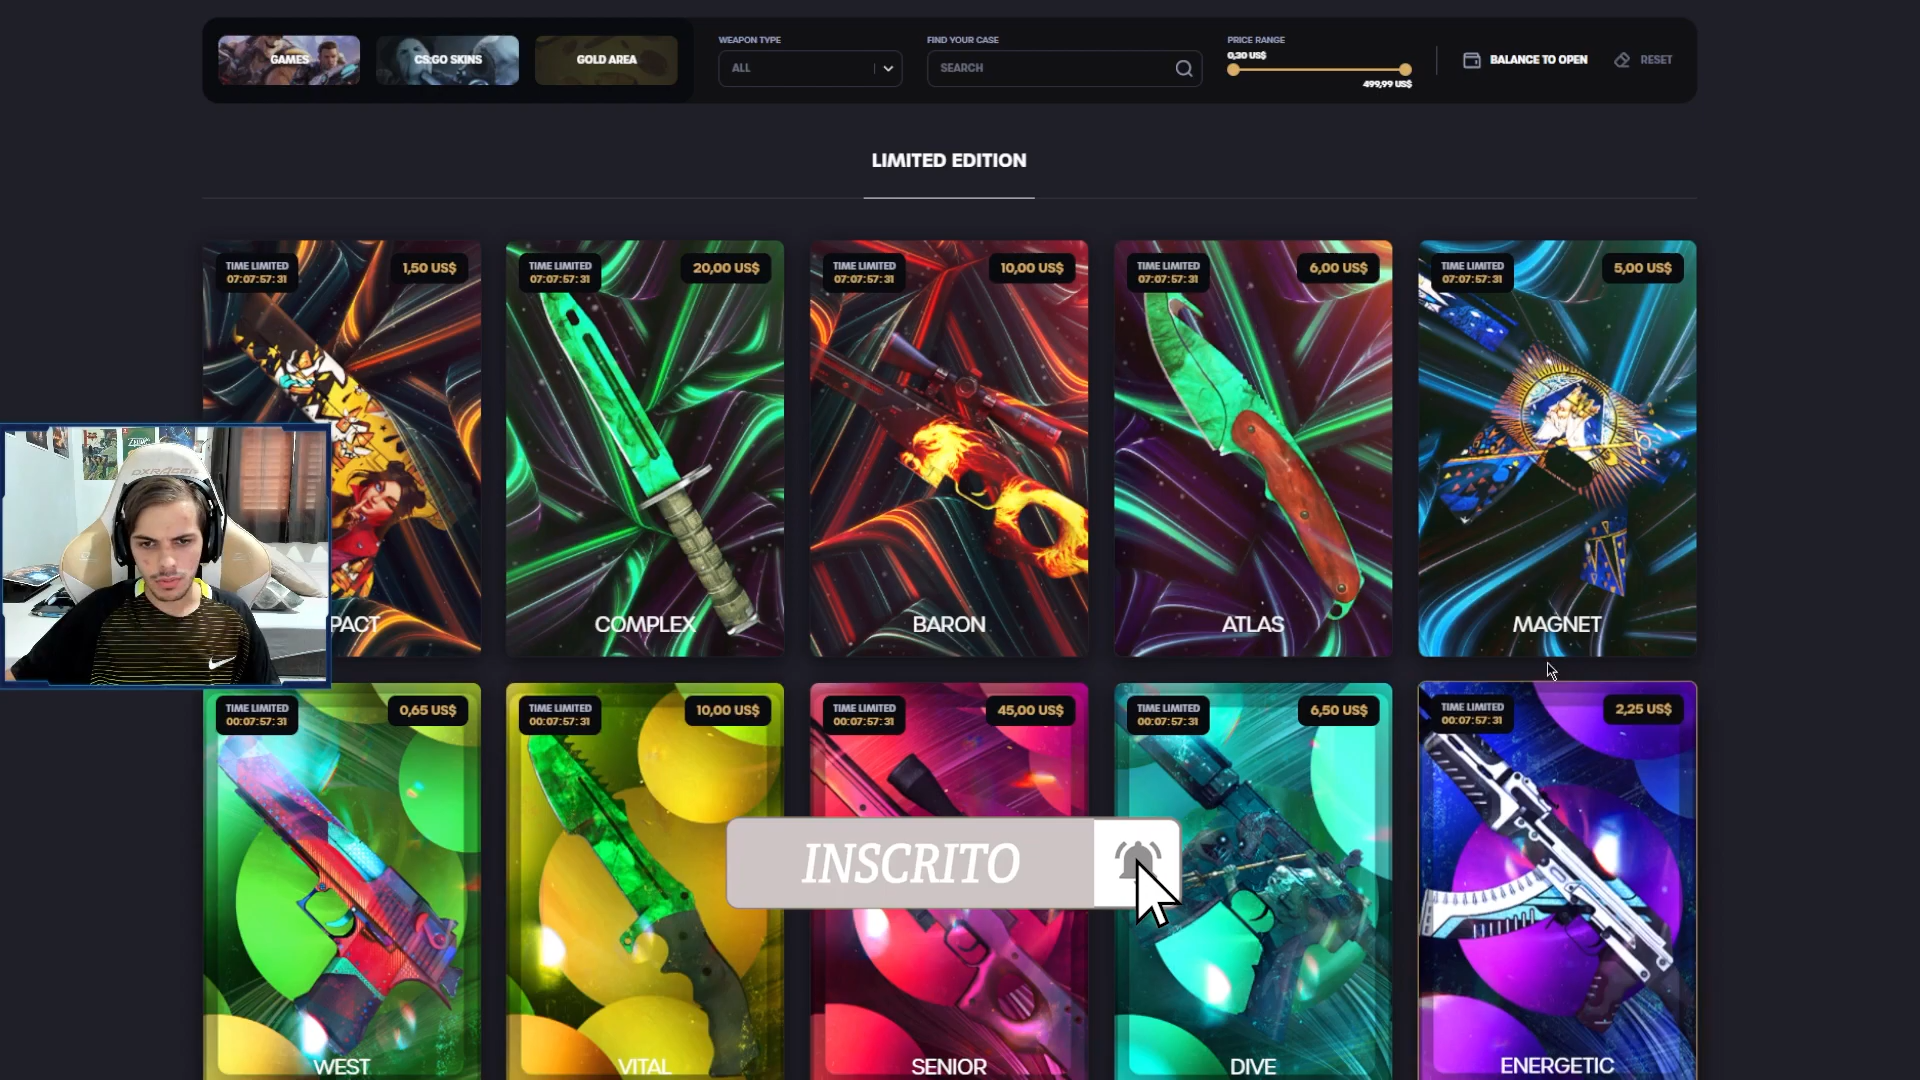 GAMES
CS:GO SKINS
GOLD AREA
WEAPON TYPE
ALL
FIND YOUR CASE
SEARCH
PRICE RANGE
0,30 US$
499,99 US$
BALANCE TO OPEN
RESET
LIMITED EDITION
TIME LIMITED
07:07:57:31
1,50 US$
PACT
TIME LIMITED
07:07:57:31
20,00 US$
COMPLEX
TIME LIMITED
07:07:57:31
10,00 US$
BARON
TIME LIMITED
07:07:57:31
6,00 US$
ATLAS
TIME LIMITED
07:07:57:31
5,00 US$
MAGNET
DXRACER
TIME LIMITED
00:07:57:31
0,65 US$
WEST
TIME LIMITED
00:07:57:31
10,00 US$
VITAL
TIME LIMITED
00:07:57:31
45,00 US$
SENIOR
TIME LIMITED
00:07:57:31
6,50 US$
DIVE
TIME LIMITED
00:07:57:31
2,25 US$
ENERGETIC
INSCRITO